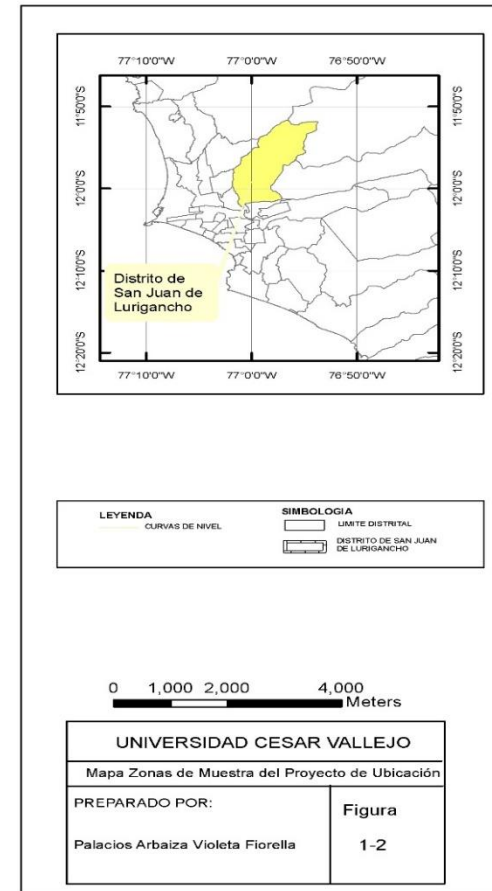 77°10'0"W 77°0'0"W 76°50'0"W
11°50'0"S 11°50'0"S
12°0'0"S 12°0'0"S
12°10'0"S 12°10'0"S
12°20'0"S 12°20'0"S
Distrito de
San Juan de
Lurigancho
77°10'0"W 77°0'0"W 76°50'0"W
LEYENDA
CURVAS DE NIVEL
SIMBOLOGIA
LIMITE DISTRITAL
DISTRITO DE SAN JUAN
DE LURIGANCHO
0 1,000 2,000 4,000
Meters
UNIVERSIDAD CESAR VALLEJO
Mapa Zonas de Muestra del Proyecto de Ubicación
PREPARADO POR:
Palacios Arbaiza Violeta Fiorella
Figura
1-2